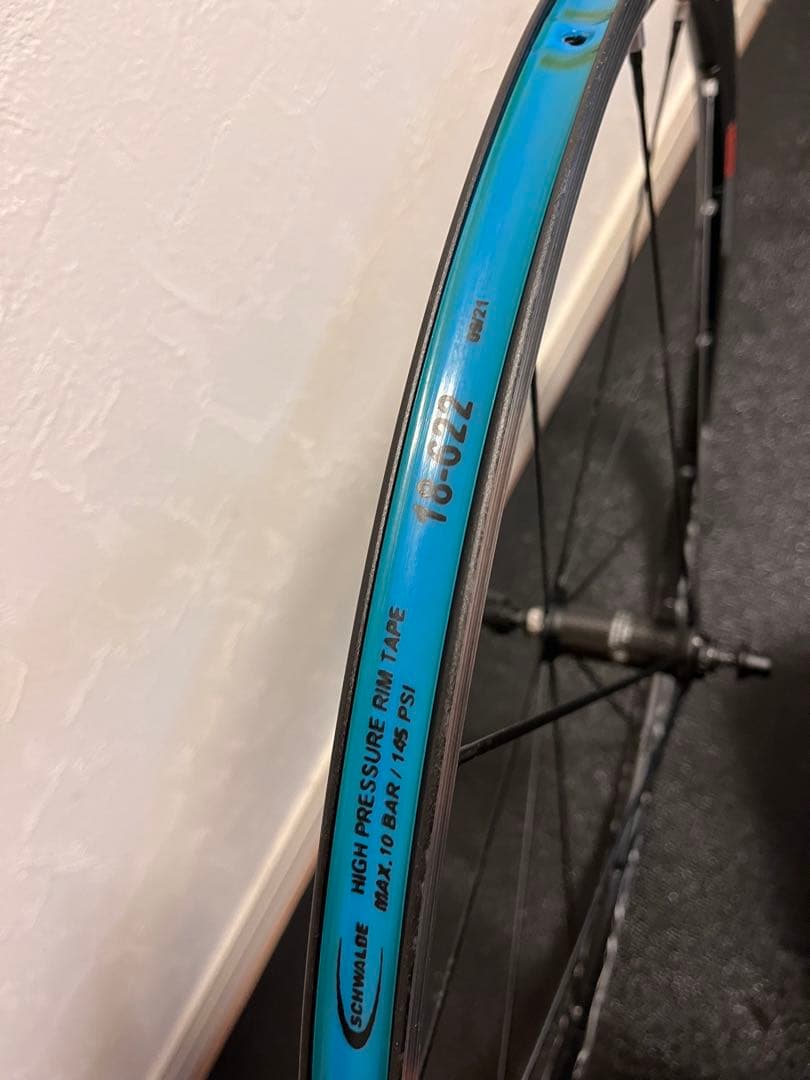 SCHWALBE
HIGH PRESSURE RIM TAPE
MAX. 10 BAR / 145 PSI
18-622
09/21